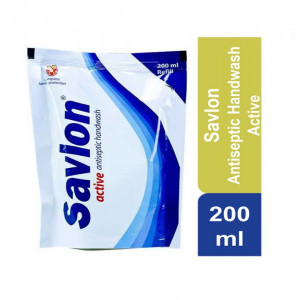 200 ml
Refill
Savlon®
active antiseptic handwash
Savlon
Antiseptic Handwash
Active
200
ml